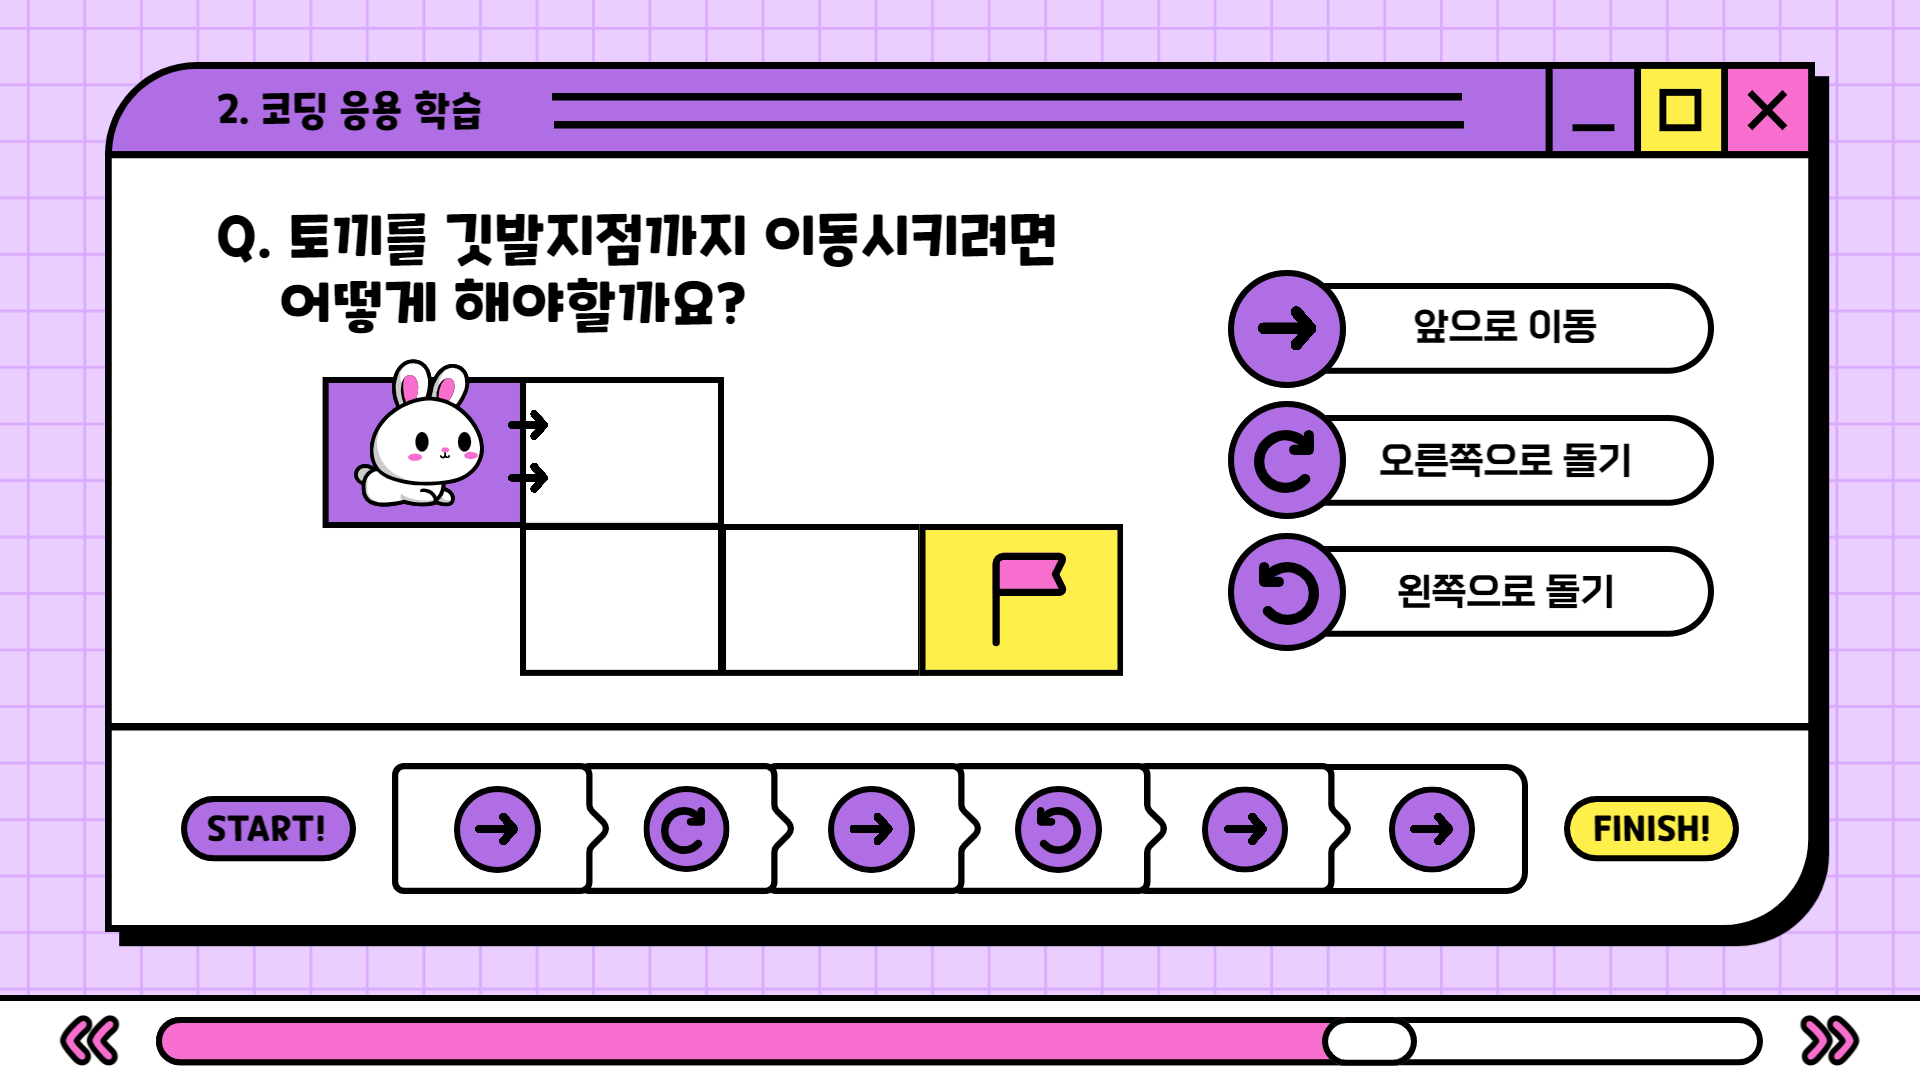 2. 코딩 응용 학습
Q. 토끼를 깃발지점까지 이동시키려면
어떻게 해야할까요?
앞으로 이동
오른쪽으로 돌기
왼쪽으로 돌기
START!
FINISH!